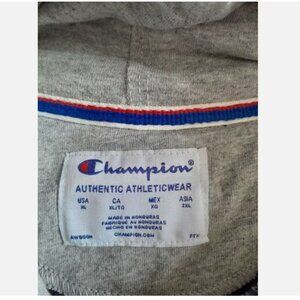 Champion®
AUTHENTIC ATHLETICWEAR
USA CA MEX ASIA
XL XL/TG XG 2XL
MADE IN HONDURAS
FABRIQUÉ AU HONDURAS
HECHO EN HONDURAS
CHAMPION.COM